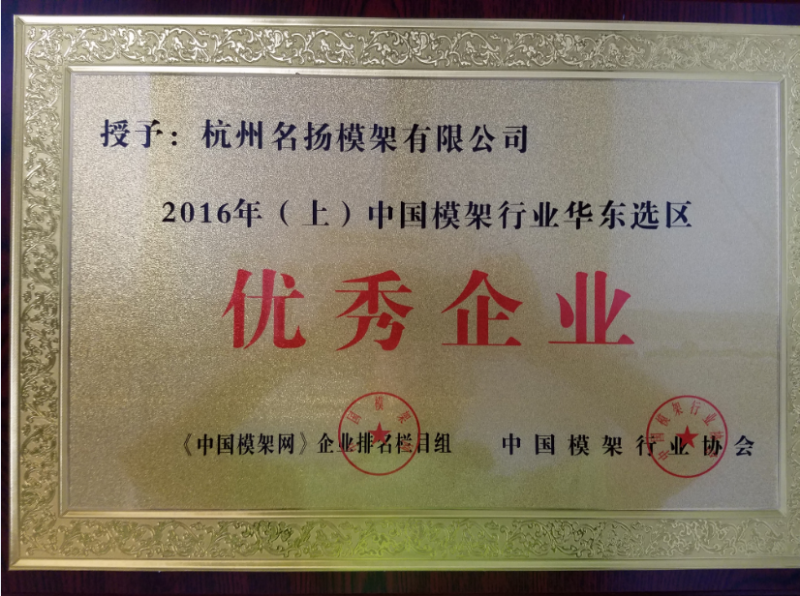 授予：杭州名扬模架有限公司
2016年（上）中国模架行业华东选区
优秀企业
《中国模架网》企业排名栏目组
中国模架行业协会